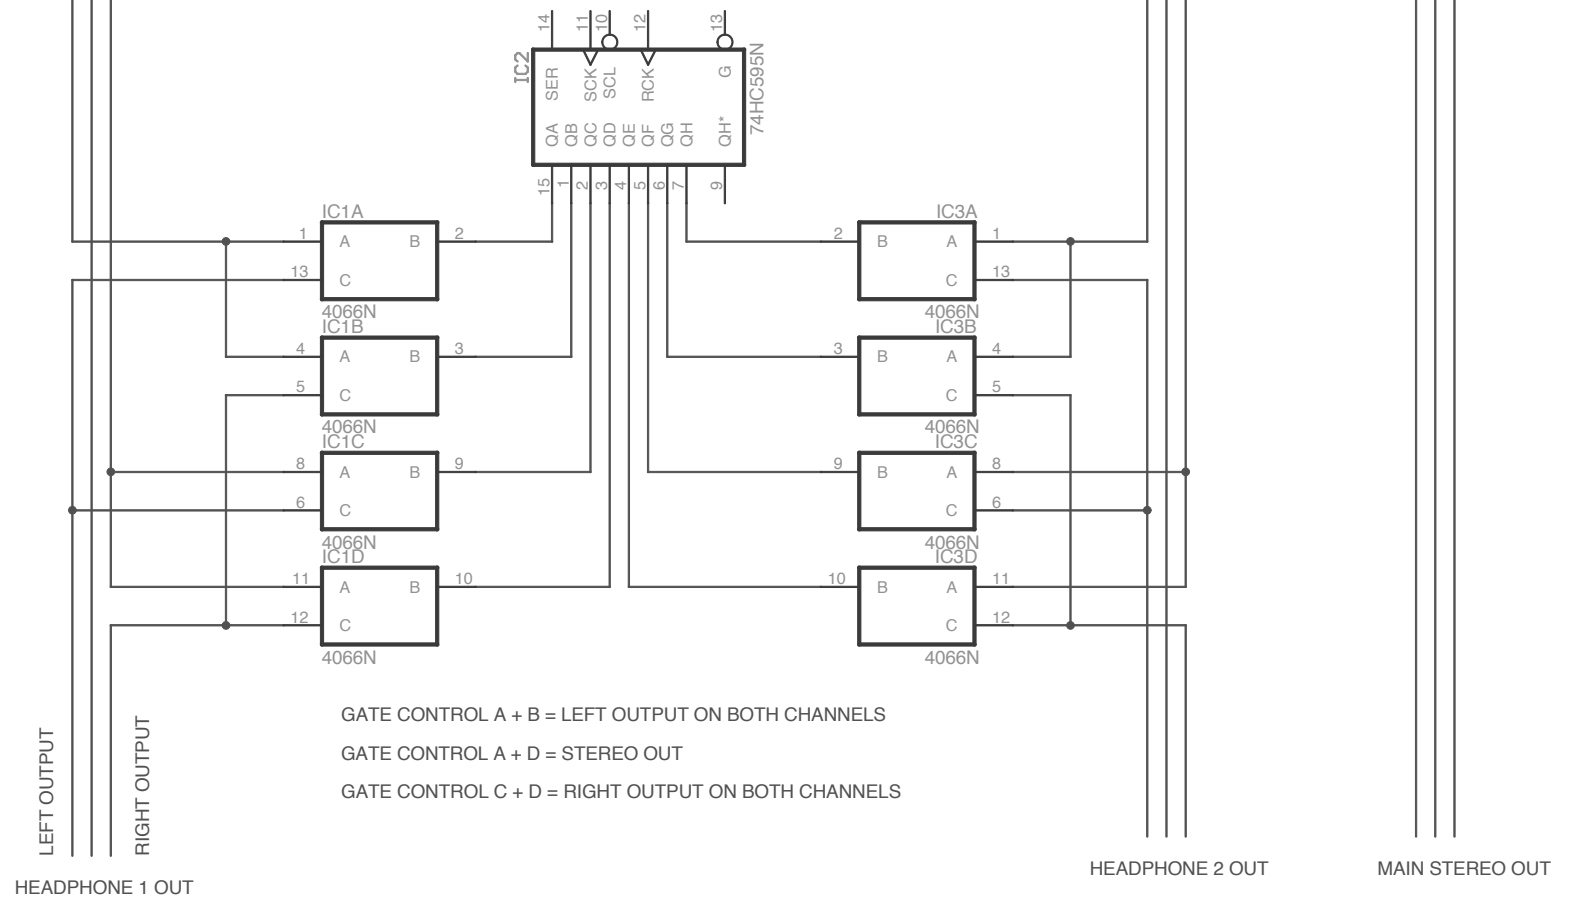 14
11
10
12
13
IC2
SER
SCK
SCL
RCK
G
74HC595N
QA
QB
QC
QD
QE
QF
QG
QH
QH*
15
1
2
3
4
5
6
7
9
IC1A
1
A
B
2
13
C
4066N
IC1B
4
A
B
3
5
C
4066N
IC1C
8
A
B
9
6
C
4066N
IC1D
11
A
B
10
12
C
4066N
IC3A
2
B
A
1
C
13
4066N
IC3B
3
B
A
4
C
5
4066N
IC3C
9
B
A
8
C
6
4066N
IC3D
10
B
A
11
C
12
4066N
GATE CONTROL A + B = LEFT OUTPUT ON BOTH CHANNELS
GATE CONTROL A + D = STEREO OUT
GATE CONTROL C + D = RIGHT OUTPUT ON BOTH CHANNELS
LEFT OUTPUT
RIGHT OUTPUT
HEADPHONE 1 OUT
HEADPHONE 2 OUT
MAIN STEREO OUT